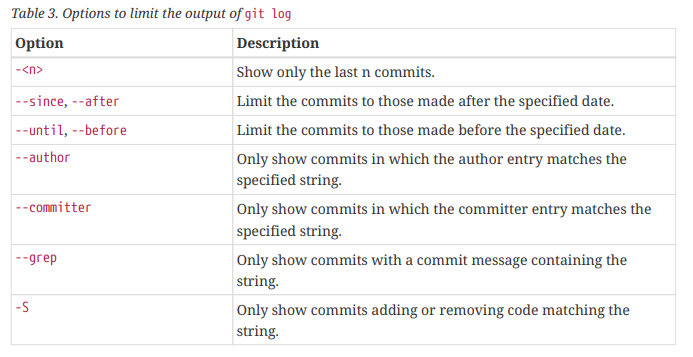 Table 3. Options to limit the output of git log
Option Description
-<n> Show only the last n commits.
--since, --after Limit the commits to those made after the specified date.
--until, --before Limit the commits to those made before the specified date.
--author Only show commits in which the author entry matches the
specified string.
--committer Only show commits in which the committer entry matches the
specified string.
--grep Only show commits with a commit message containing the
string.
-S Only show commits adding or removing code matching the
string.